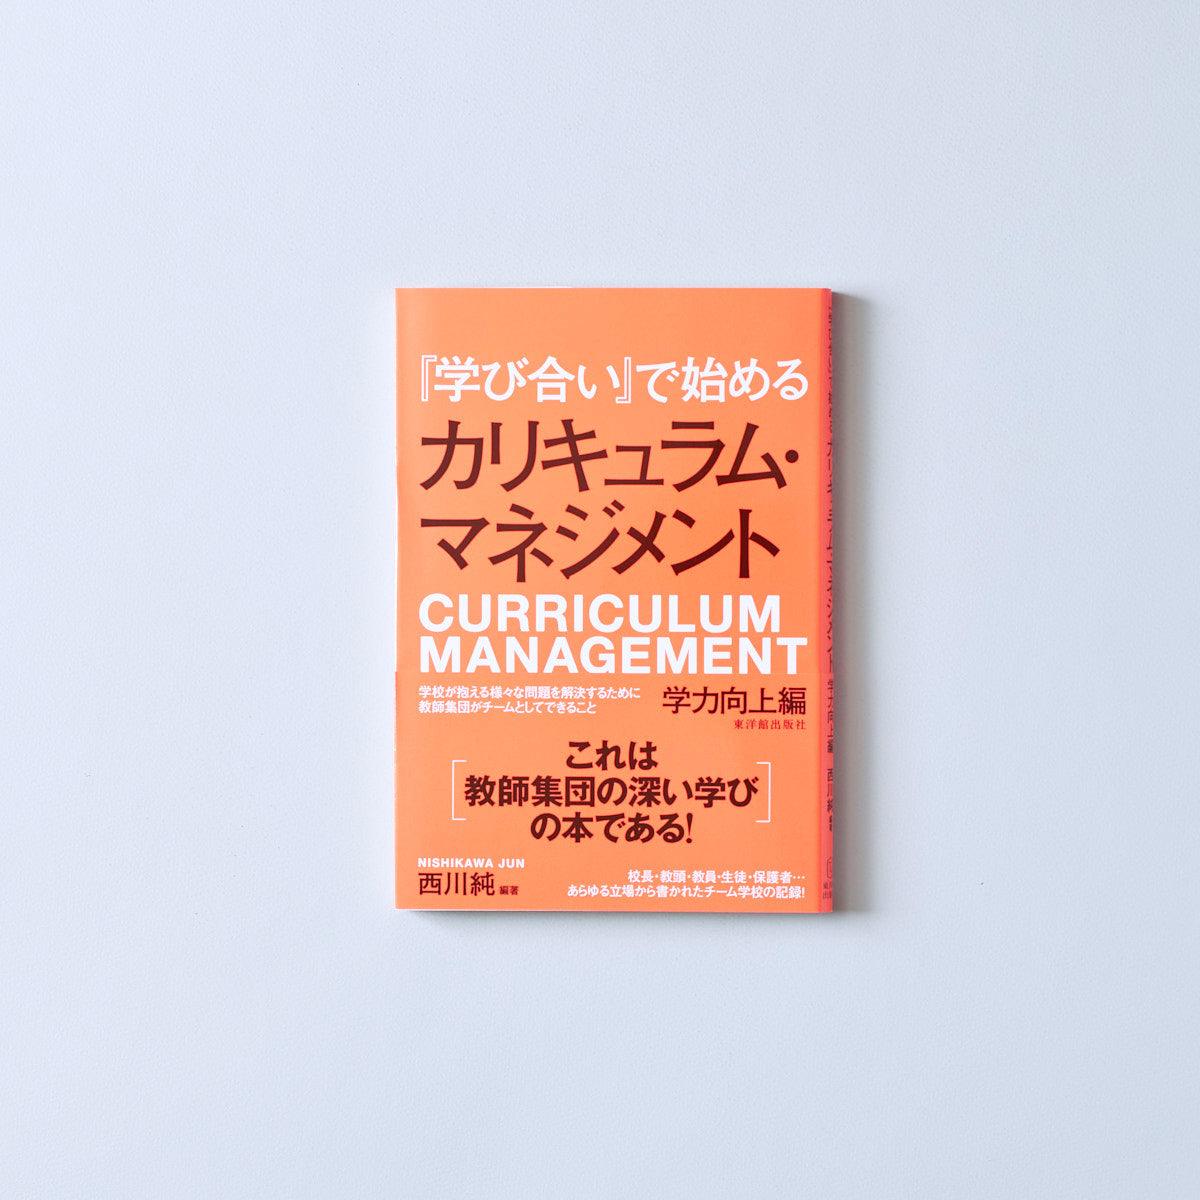 『学び合い』で始める
カリキュラム・
マネジメント
CURRICULUM
MANAGEMENT
学校が抱える様々な問題を解決するために
教師集団がチームとしてできること
学力向上編
東洋館出版社
これは
教師集団の深い学び
の本である!
NISHIKAWA JUN
西川純 編著
校長・教頭・教員・生徒・保護者…
あらゆる立場から書かれたチーム学校の記録!